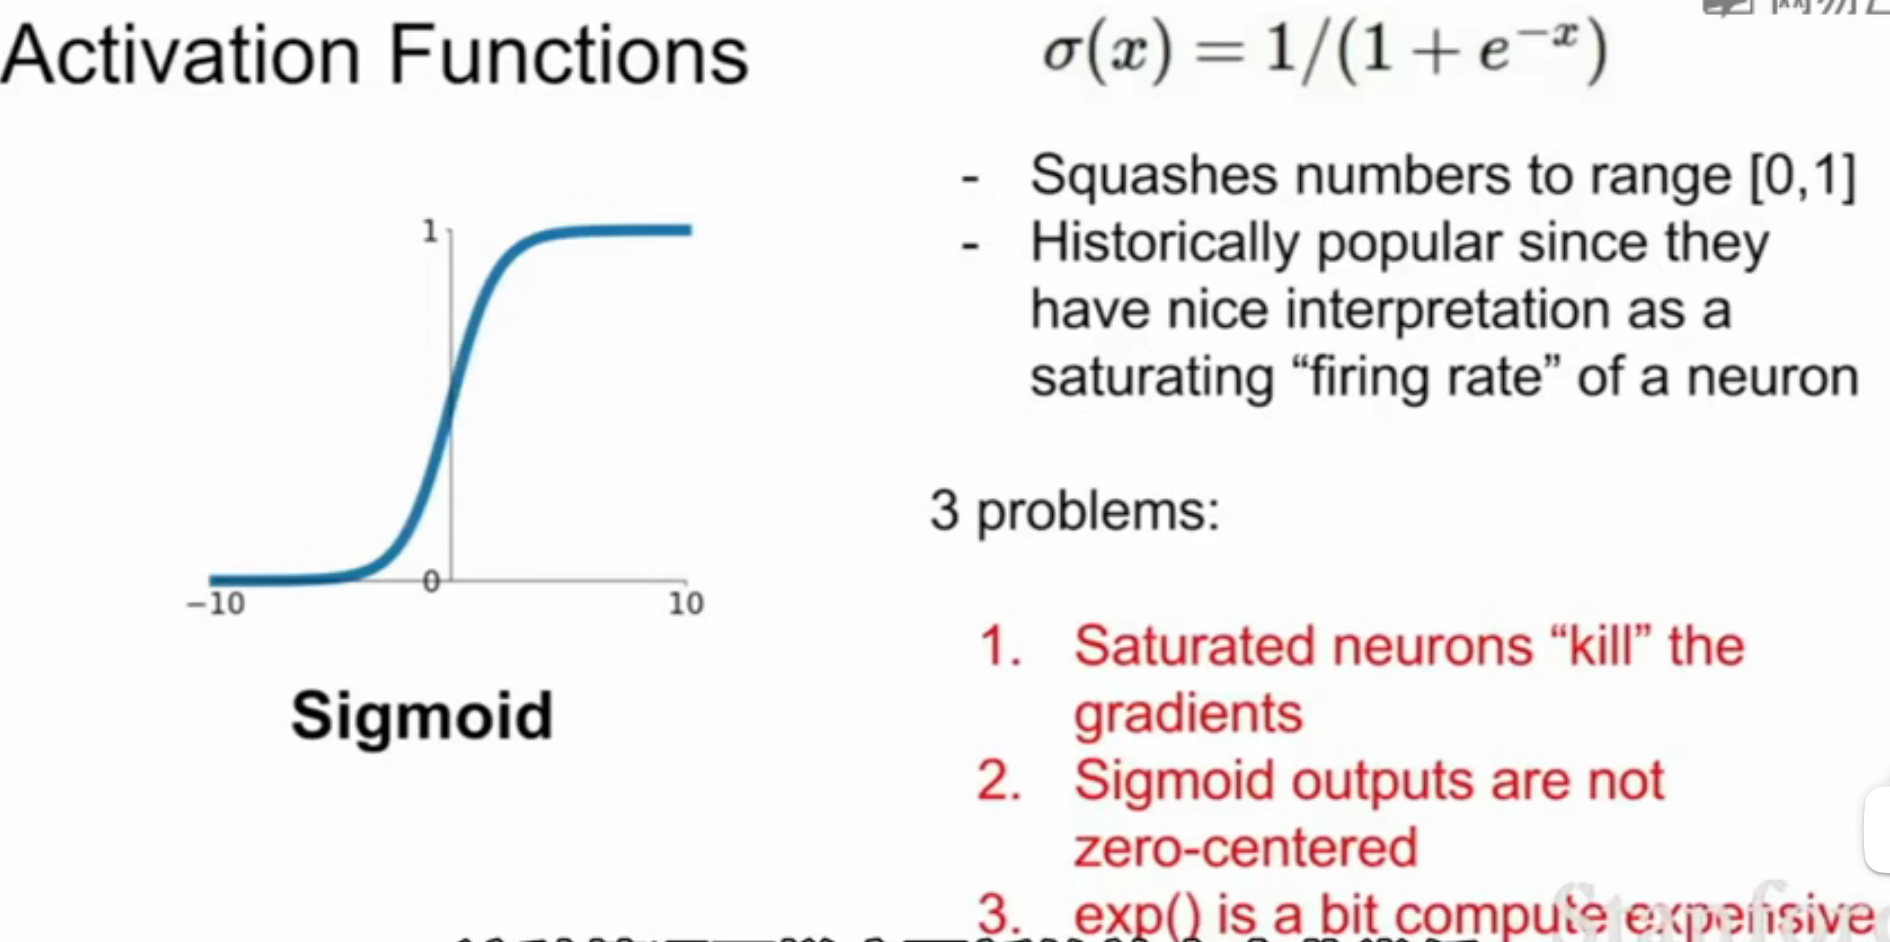 Activation Functions
σ(x) = 1/(1 + e^{−x})
- Squashes numbers to range [0,1]
- Historically popular since they
have nice interpretation as a
saturating “firing rate” of a neuron
1
0
−10
10
Sigmoid
3 problems:
1. Saturated neurons “kill” the
gradients
2. Sigmoid outputs are not
zero-centered
3. exp() is a bit compute expensive